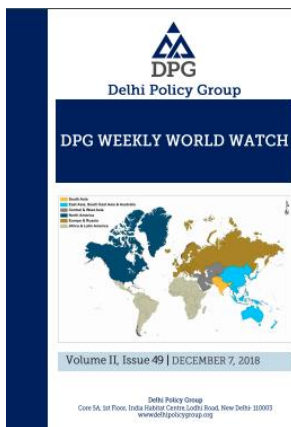 DPG
Delhi Policy Group
DPG WEEKLY WORLD WATCH
South Asia
East Asia, South East Asia & Australia
Central & West Asia
North America
Europe & Russia
Africa & Latin America
Volume II, Issue 49 | DECEMBER 7, 2018
Delhi Policy Group
Core 5A, 1st Floor, India Habitat Centre, Lodhi Road, New Delhi- 110003
www.delhipolicygroup.org